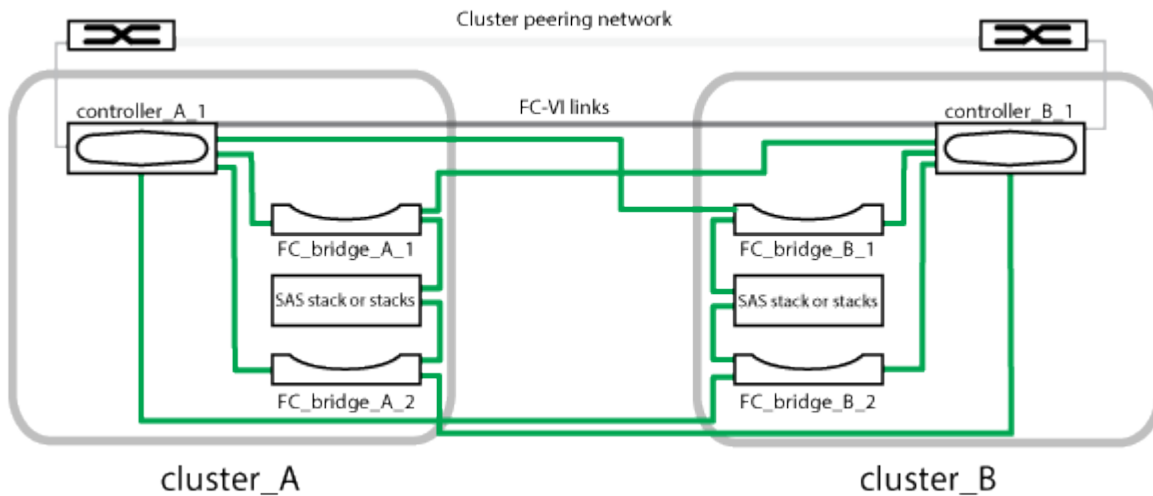 Cluster peering network
controller_A_1
FC-VI links
controller_B_1
FC_bridge_A_1
FC_bridge_B_1
SAS stack or stacks
SAS stack or stacks
FC_bridge_A_2
FC_bridge_B_2
cluster_A
cluster_B